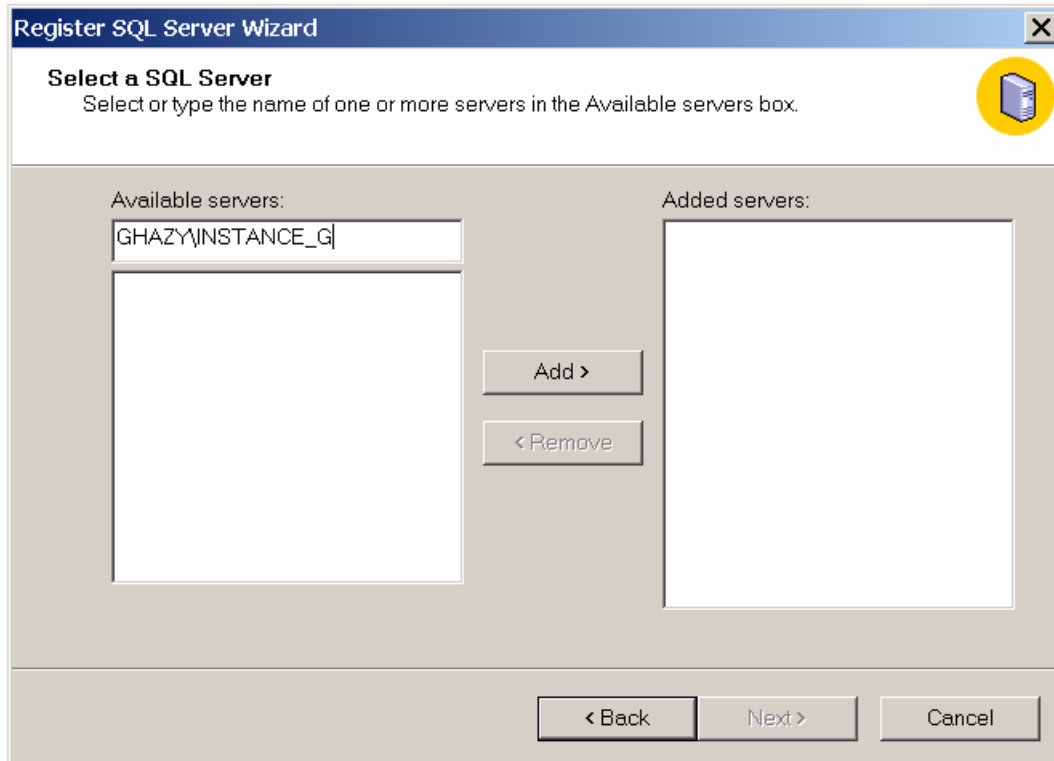 Register SQL Server Wizard
Select a SQL Server
Select or type the name of one or more servers in the Available servers box.
Available servers:
Added servers:
GHAZY\INSTANCE_G
Add >
< Remove
< Back
Next >
Cancel